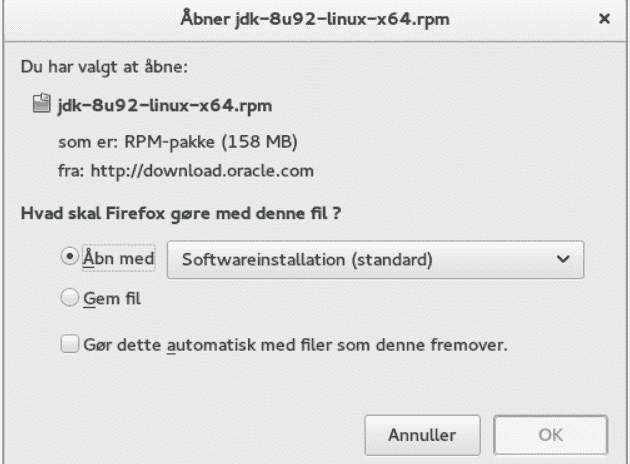 Åbner jdk-8u92-linux-x64.rpm ×
Du har valgt at åbne:
jdk-8u92-linux-x64.rpm
som er: RPM-pakke (158 MB)
fra: http://download.oracle.com
Hvad skal Firefox gøre med denne fil ?
Åbn med Softwareinstallation (standard)
Gem fil
Gør dette automatisk med filer som denne fremover.
Annuller OK